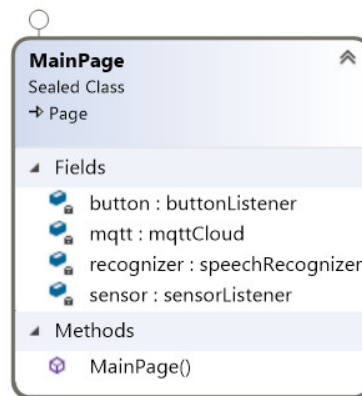 MainPage
Sealed Class
Page
Fields
button : buttonListener
mqtt : mqttCloud
recognizer : speechRecognizer
sensor : sensorListener
Methods
MainPage()